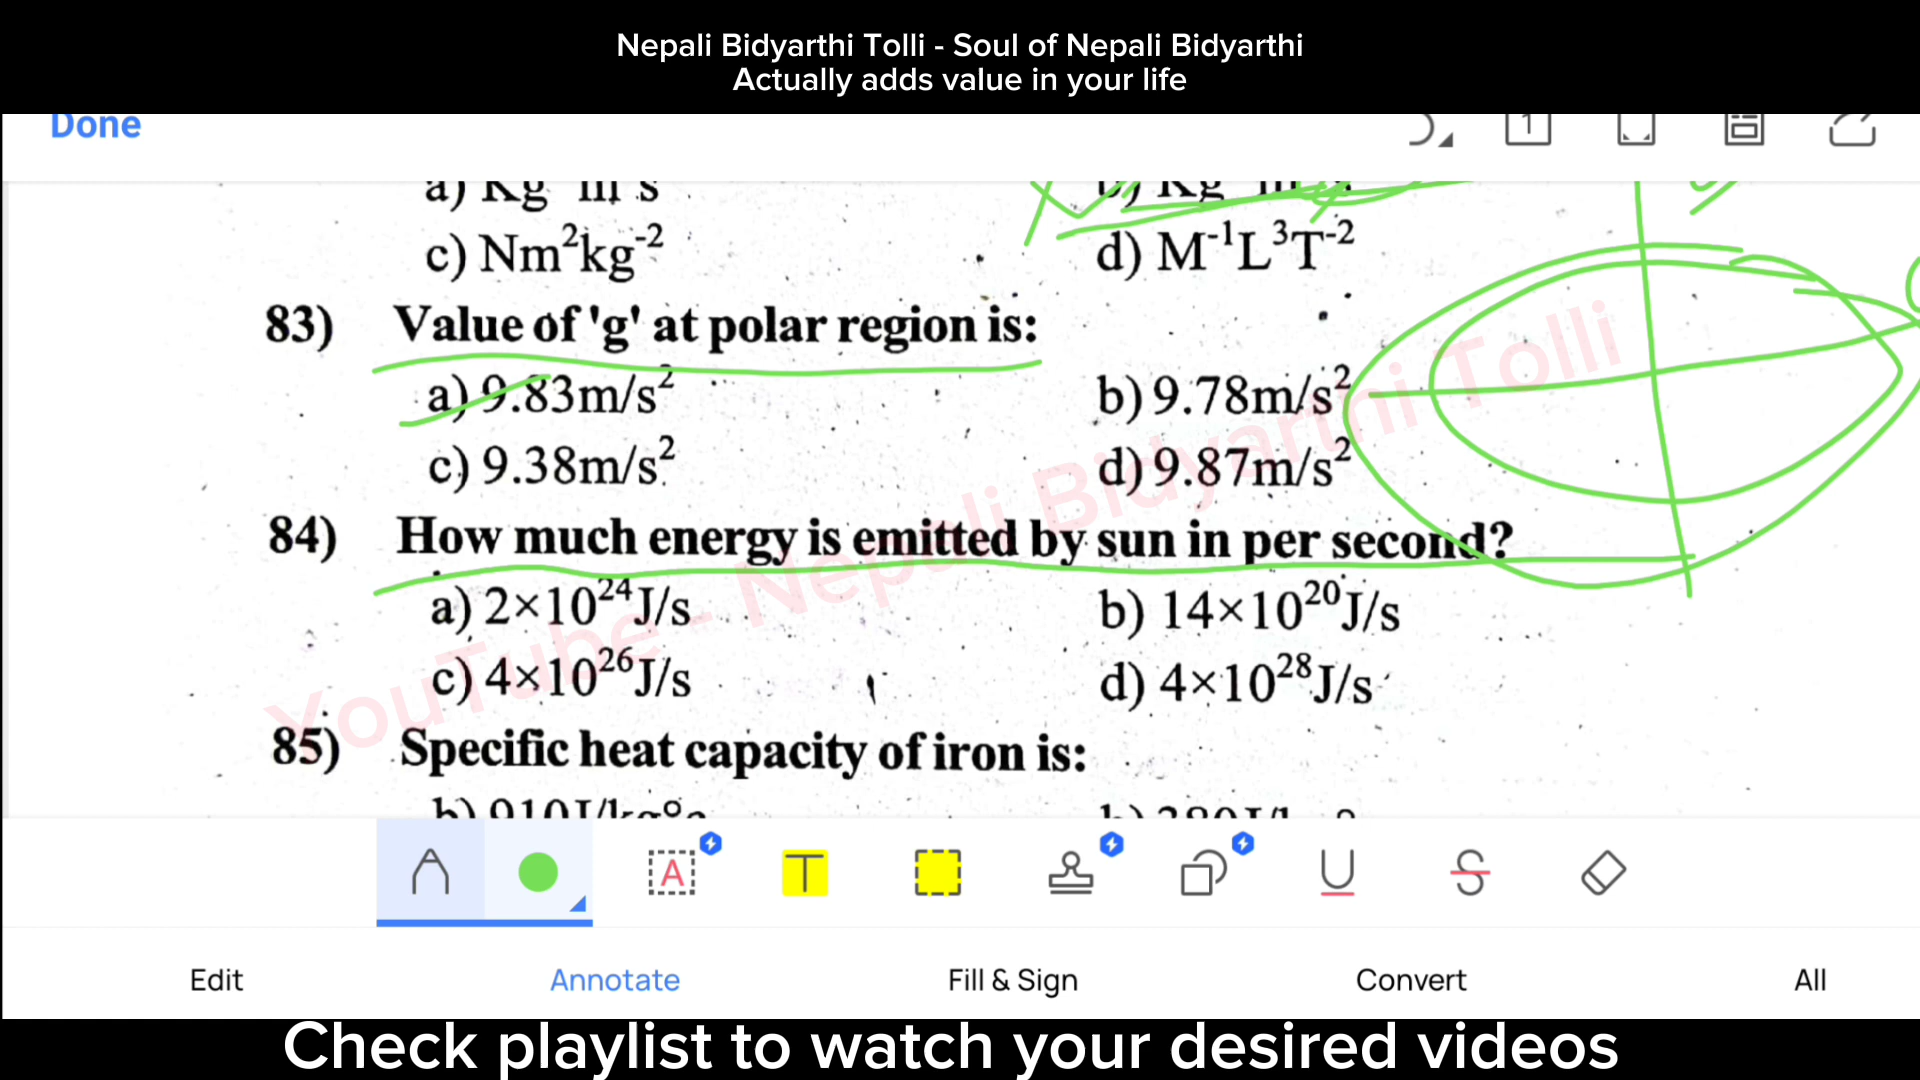 Nepali Bidyarthi Tolli - Soul of Nepali Bidyarthi
Actually adds value in your life
Done
1
a) Kg m s
b) Kg m
c) Nm²kg⁻²
d) M⁻¹L³T⁻²
83) Value of 'g' at polar region is:
a) 9.83m/s²
b) 9.78m/s²
c) 9.38m/s²
d) 9.87m/s²
84) How much energy is emitted by sun in per second?
a) 2×10²⁴J/s
b) 14×10²⁰J/s
c) 4×10²⁶J/s
d) 4×10²⁸J/s
85) Specific heat capacity of iron is:
YouTube - Nepali Bidyarthi Tolli
Edit
Annotate
Fill & Sign
Convert
All
Check playlist to watch your desired videos